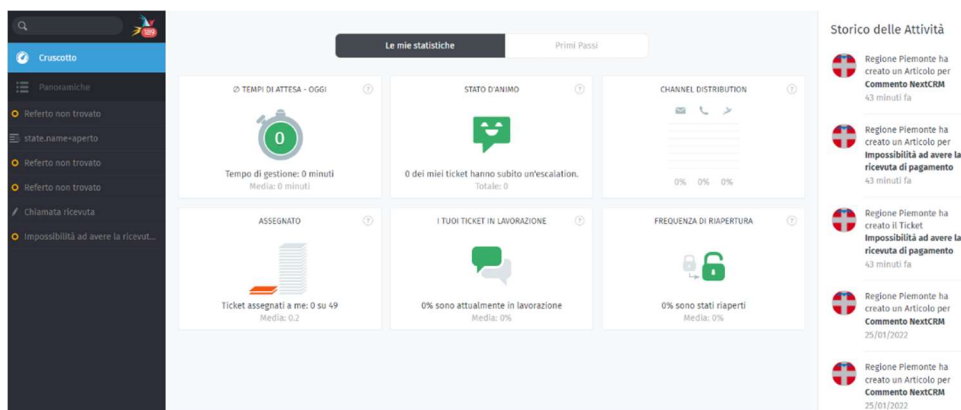 Cruscotto
Panoramiche
Referto non trovato
state.name=aperto
Referto non trovato
Referto non trovato
Chiamata ricevuta
Impossibilità ad avere la ricevut...
Le mie statistiche
Primi Passi
∅ TEMPI DI ATTESA - OGGI
0
Tempo di gestione: 0 minuti
Media: 0 minuti
STATO D'ANIMO
0 dei miei ticket hanno subito un'escalation.
Totale: 0
CHANNEL DISTRIBUTION
0% 0% 0%
ASSEGNATO
Ticket assegnati a me: 0 su 49
Media: 0.2
I TUOI TICKET IN LAVORAZIONE
0% sono attualmente in lavorazione
Media: 0%
FREQUENZA DI RIAPERTURA
0% sono stati riaperti
Media: 0%
Storico delle Attività
Regione Piemonte ha
creato un Articolo per
Commento NextCRM
43 minuti fa
Regione Piemonte ha
creato un Articolo per
Impossibilità ad avere la
ricevuta di pagamento
43 minuti fa
Regione Piemonte ha
creato il Ticket
Impossibilità ad avere la
ricevuta di pagamento
43 minuti fa
Regione Piemonte ha
creato un Articolo per
Commento NextCRM
25/01/2022
Regione Piemonte ha
creato un Articolo per
Commento NextCRM
25/01/2022